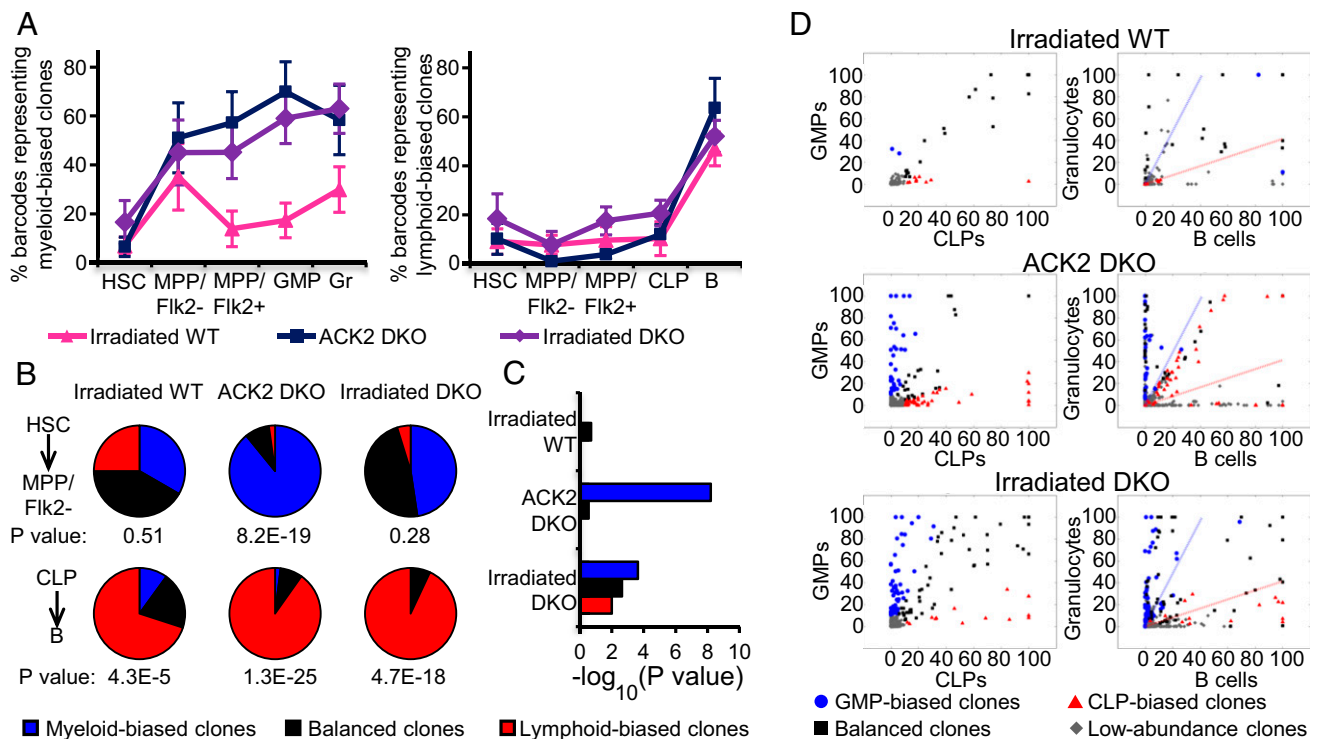 A
% barcodes representing
myeloid-biased clones
80
60
40
20
0
HSC MPP/ MPP/ GMP Gr
Flk2- Flk2+
% barcodes representing
lymphoid-biased clones
80
60
40
20
0
HSC MPP/ MPP/ CLP B
Flk2- Flk2+
Irradiated WT ACK2 DKO Irradiated DKO
B
Irradiated WT ACK2 DKO Irradiated DKO
HSC
MPP/
Flk2-
P value: 0.51 8.2E-19 0.28
CLP
B
P value: 4.3E-5 1.3E-25 4.7E-18
C
Irradiated
WT
ACK2
DKO
Irradiated
DKO
0 2 4 6 8 10
-log10(P value)
Myeloid-biased clones Balanced clones Lymphoid-biased clones
D
Irradiated WT
GMPs
100
80
60
40
20
0
0 20 40 60 80 100
CLPs
Granulocytes
100
80
60
40
20
0
0 20 40 60 80 100
B cells
ACK2 DKO
GMPs
100
80
60
40
20
0
0 20 40 60 80 100
CLPs
Granulocytes
100
80
60
40
20
0
0 20 40 60 80 100
B cells
Irradiated DKO
GMPs
100
80
60
40
20
0
0 20 40 60 80 100
CLPs
Granulocytes
100
80
60
40
20
0
0 20 40 60 80 100
B cells
GMP-biased clones CLP-biased clones
Balanced clones Low-abundance clones